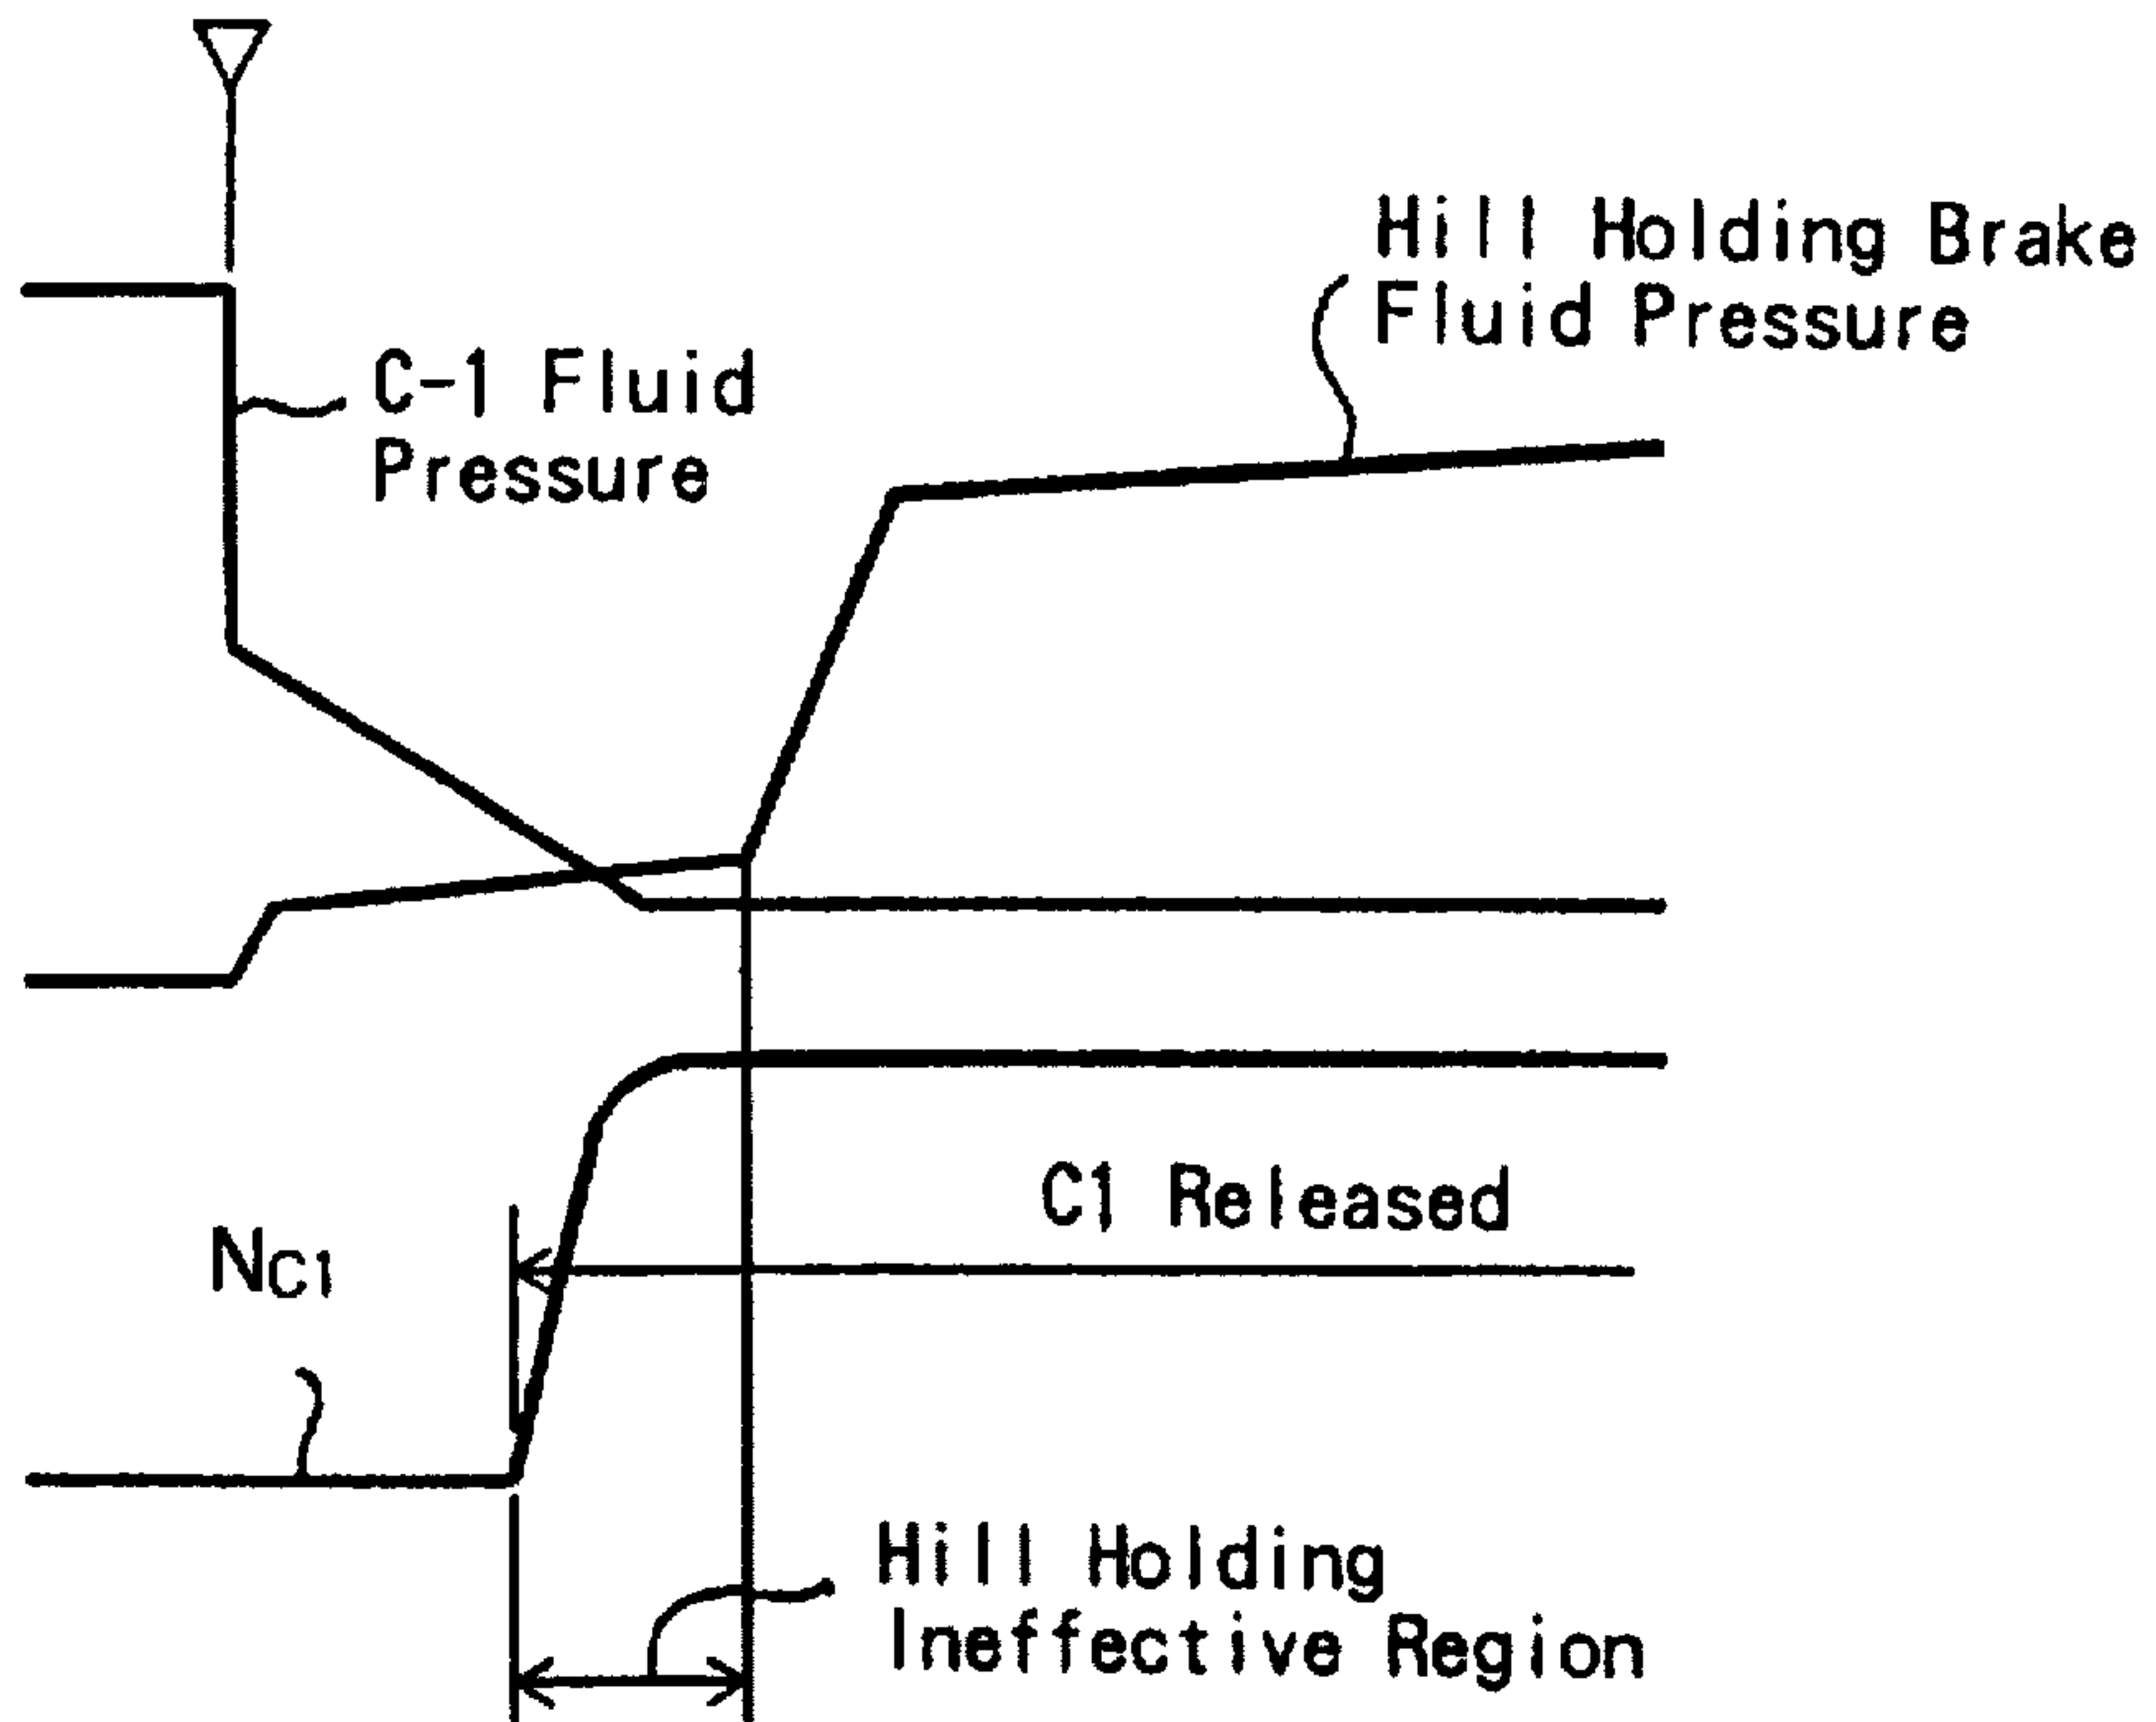 Hill Holding Brake
Fluid Pressure
C-1 Fluid
Pressure
C1 Released
NC1
Hill Holding
Ineffective Region